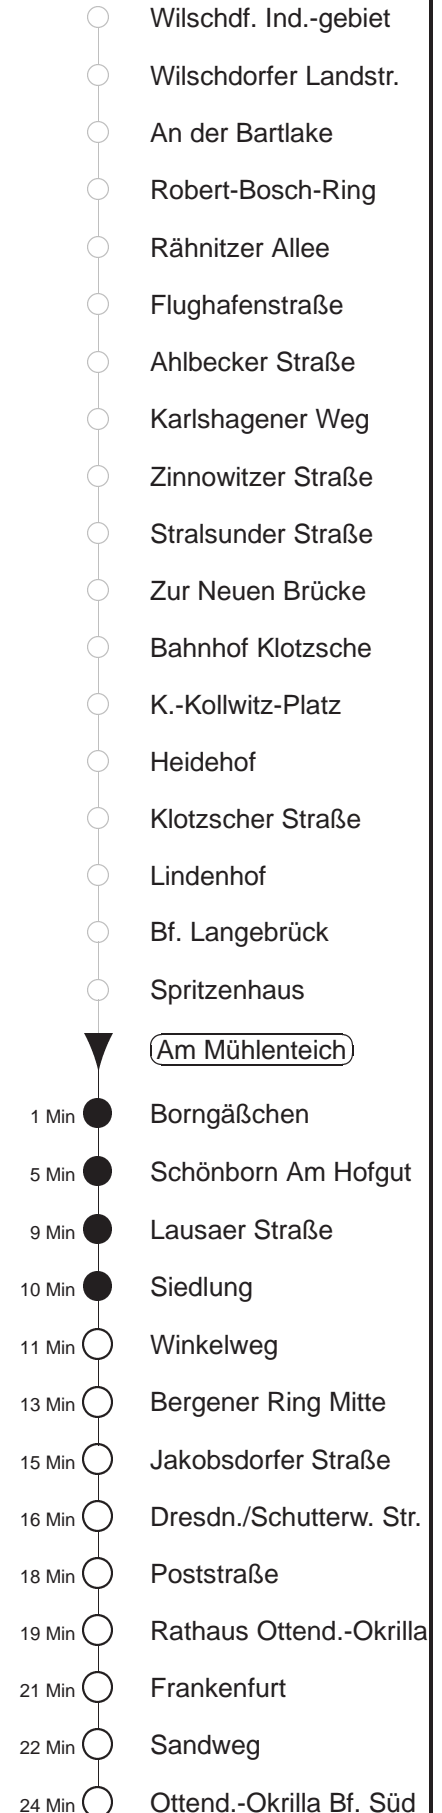 Wilschdf. Ind.-gebiet
Wilschdorfer Landstr.
An der Bartlake
Robert-Bosch-Ring
Rähnitzer Allee
Flughafenstraße
Ahlbecker Straße
Karlshagener Weg
Zinnowitzer Straße
Stralsunder Straße
Zur Neuen Brücke
Bahnhof Klotzsche
K.-Kollwitz-Platz
Heidehof
Klotzscher Straße
Lindenhof
Bf. Langebrück
Spritzenhaus
Am Mühlenteich
1 Min Borngäßchen
5 Min Schönborn Am Hofgut
9 Min Lausaer Straße
10 Min Siedlung
11 Min Winkelweg
13 Min Bergener Ring Mitte
15 Min Jakobsdorfer Straße
16 Min Dresdn./Schutterw. Str.
18 Min Poststraße
19 Min Rathaus Ottend.-Okrilla
21 Min Frankenfurt
22 Min Sandweg
24 Min Ottend.-Okrilla Bf. Süd